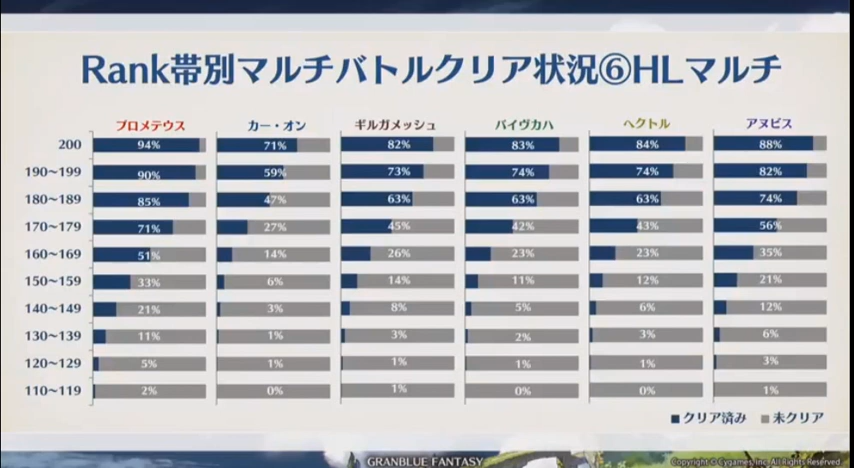 Rank帯別マルチバトルクリア状況⑥HLマルチ
プロメテウス カー・オン ギルガメッシュ バイヴカハ ヘクトル アヌビス
200 94% 71% 82% 83% 84% 88%
190~199 90% 59% 73% 74% 74% 82%
180~189 85% 47% 63% 63% 63% 74%
170~179 71% 27% 45% 42% 43% 56%
160~169 51% 14% 26% 23% 23% 35%
150~159 33% 6% 14% 11% 12% 21%
140~149 21% 3% 8% 5% 6% 12%
130~139 11% 1% 3% 2% 3% 6%
120~129 5% 1% 1% 1% 1% 3%
110~119 2% 0% 1% 0% 0% 1%
■クリア済み ■未クリア
GRANBLUE FANTASY
Copyright © Cygames, Inc. All Rights Reserved.